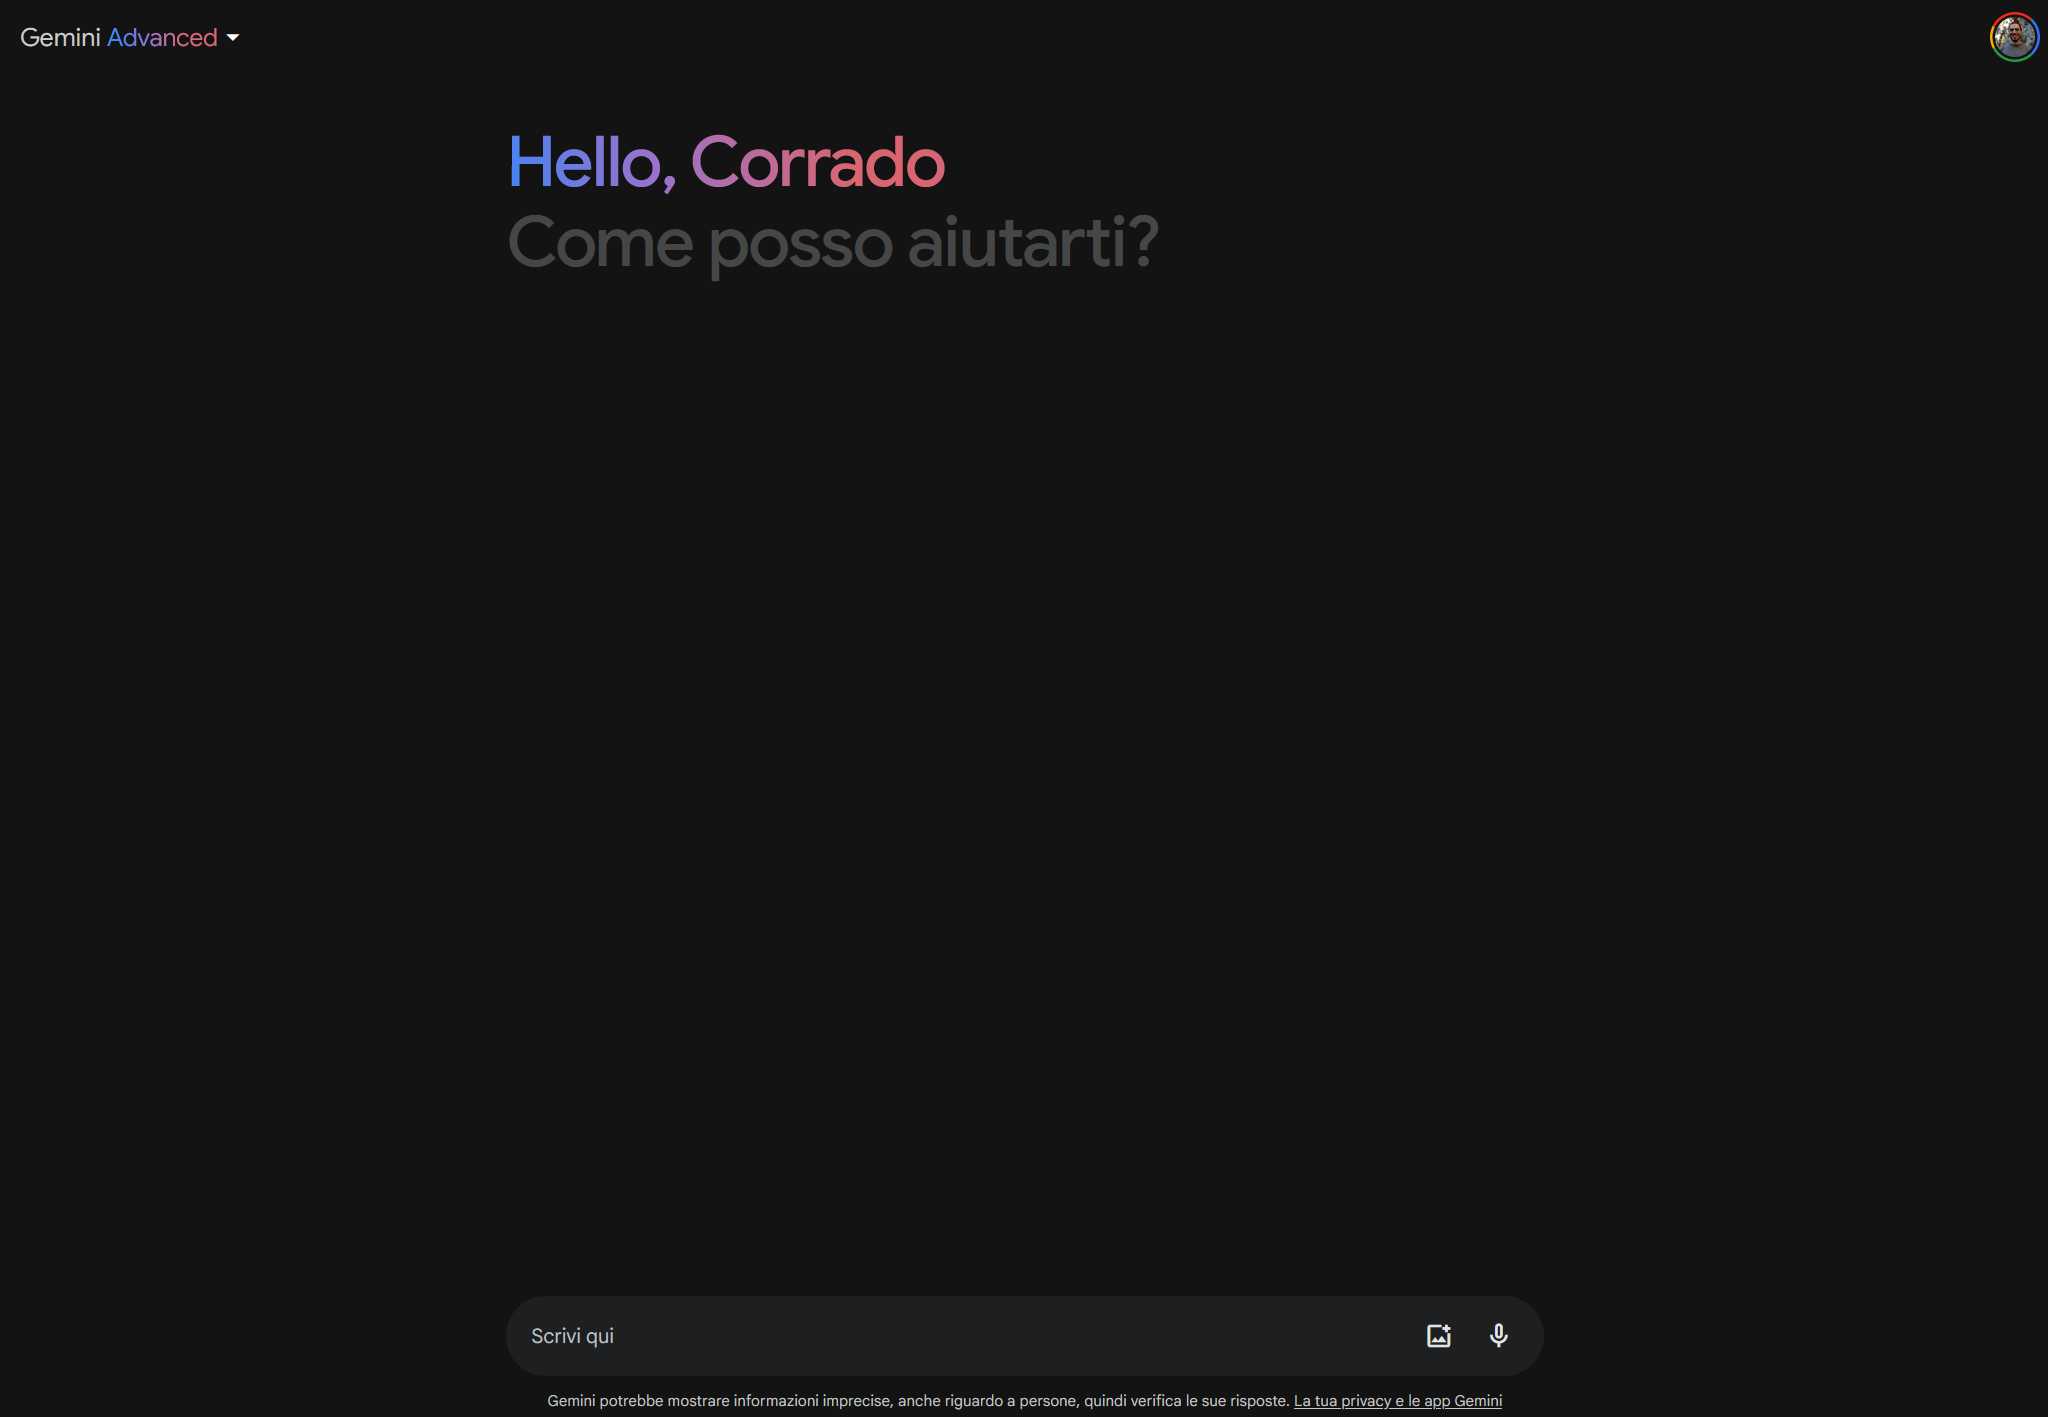 Gemini Advanced
Hello, Corrado
Come posso aiutarti?
Scrivi qui
Gemini potrebbe mostrare informazioni imprecise, anche riguardo a persone, quindi verifica le sue risposte. La tua privacy e le app Gemini